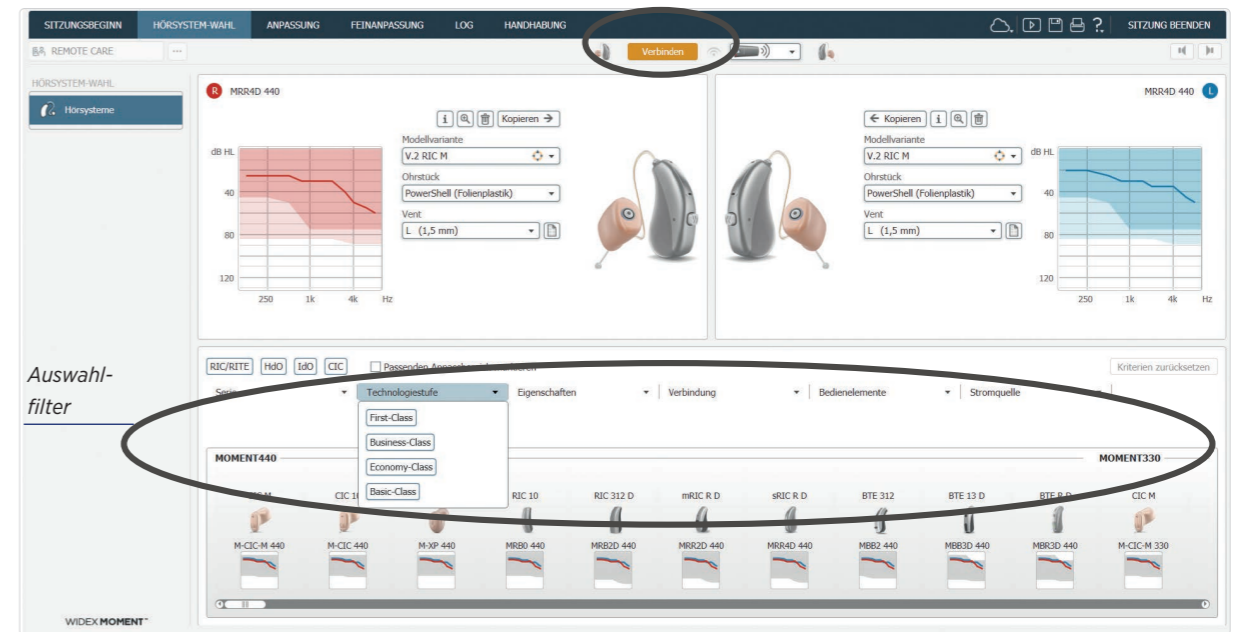 SITZUNGSBEGINN HÖRSYSTEM-WAHL ANPASSUNG FEINANPASSUNG LOG HANDHABUNG ? SITZUNG BEENDEN
REMOTE CARE ... Verbinden
HÖRSYSTEM-WAHL
Hörsysteme
R MRR4D 440
MRR4D 440 L
i Kopieren →
← Kopieren i
Modellvariante
V.2 RIC M
Ohrstück
PowerShell (Folienplastik)
Vent
L (1,5 mm)
Modellvariante
V.2 RIC M
Ohrstück
PowerShell (Folienplastik)
Vent
L (1,5 mm)
dB HL
40
80
120
250 1k 4k Hz
dB HL
40
80
120
250 1k 4k Hz
Auswahl-
filter
RIC/RITE HdO IdO CIC Passenden Kriterien zurücksetzen
Serie Technologiestufe Eigenschaften Verbindung Bedienelemente Stromquelle
First-Class
Business-Class
Economy-Class
Basic-Class
MOMENT440 MOMENT330
RIC 10 RIC 312 D mRIC R D sRIC R D BTE 312 BTE 13 D BTE R D CIC M
M-CIC-M 440 M-CIC 440 M-XP 440 MRB0 440 MRB2D 440 MRR2D 440 MRR4D 440 MBB2 440 MBB3D 440 MBR3D 440 M-CIC-M 330
WIDEX MOMENT™